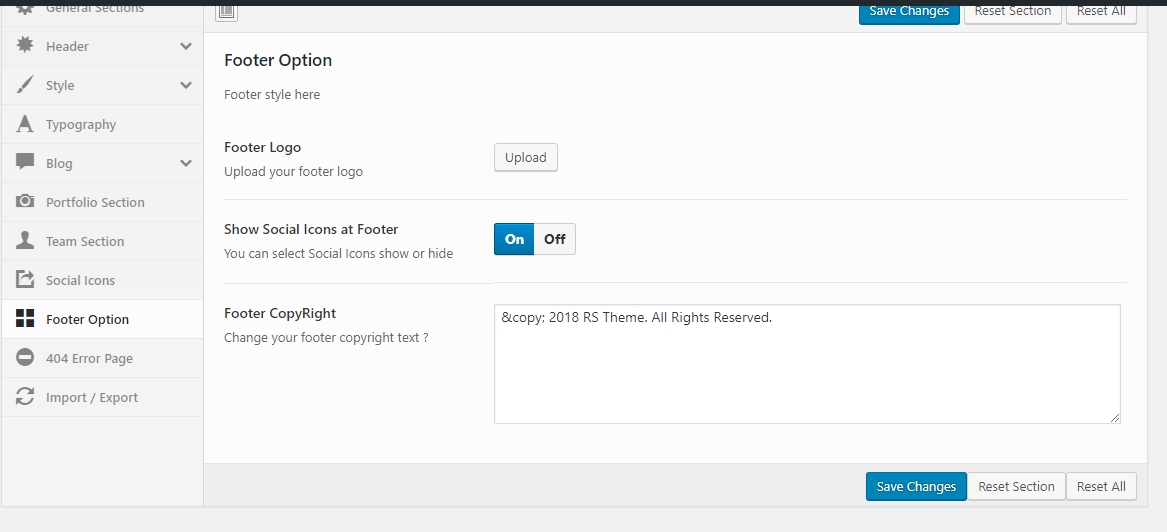 General Sections
Header
Style
Typography
Blog
Portfolio Section
Team Section
Social Icons
Footer Option
404 Error Page
Import / Export
Save Changes Reset Section Reset All
Footer Option
Footer style here
Footer Logo
Upload your footer logo
Upload
Show Social Icons at Footer
You can select Social Icons show or hide
On Off
Footer CopyRight
Change your footer copyright text ?
&copy; 2018 RS Theme. All Rights Reserved.
Save Changes Reset Section Reset All